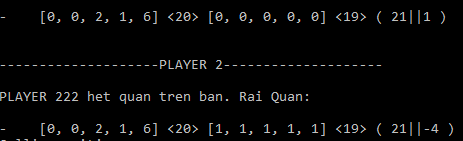 -    [0, 0, 2, 1, 6] <20> [0, 0, 0, 0, 0] <19> ( 21||1 )
--------------------PLAYER 2--------------------
PLAYER 222 het quan tren ban. Rai Quan:
-    [0, 0, 2, 1, 6] <20> [1, 1, 1, 1, 1] <19> ( 21||-4 )